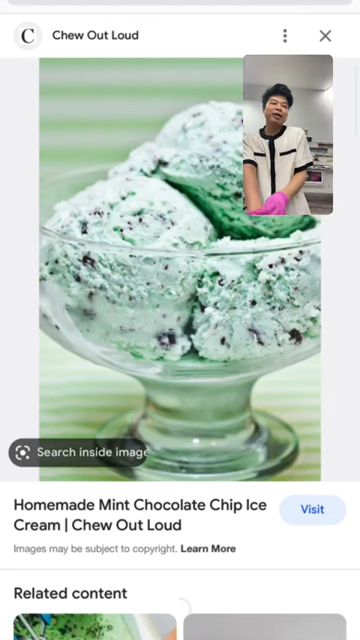 C Chew Out Loud
Search inside image
Homemade Mint Chocolate Chip Ice
Cream | Chew Out Loud
Visit
Images may be subject to copyright. Learn More
Related content